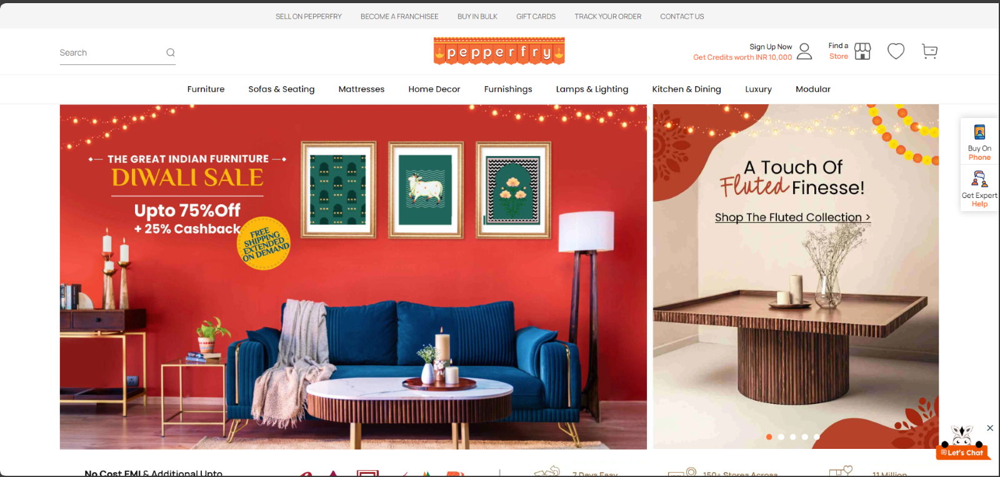 SELL ON PEPPERFRY
BECOME A FRANCHISEE
BUY IN BULK
GIFT CARDS
TRACK YOUR ORDER
CONTACT US
Search
pepperfry
Sign Up Now
Get Credits worth INR 10,000
Find a
Store
Furniture
Sofas & Seating
Mattresses
Home Decor
Furnishings
Lamps & Lighting
Kitchen & Dining
Luxury
Modular
THE GREAT INDIAN FURNITURE
DIWALI SALE
Upto 75%Off
+ 25% Cashback
FREE
SHIPPING
EXTENDED
ON DEMAND
A Touch Of
Fluted Finesse!
Shop The Fluted Collection >
Buy On
Phone
Get Expert
Help
Let's Chat
No Cost EMI & Additional Upto
7 Days Easy
150+ Stores Across
11 Million